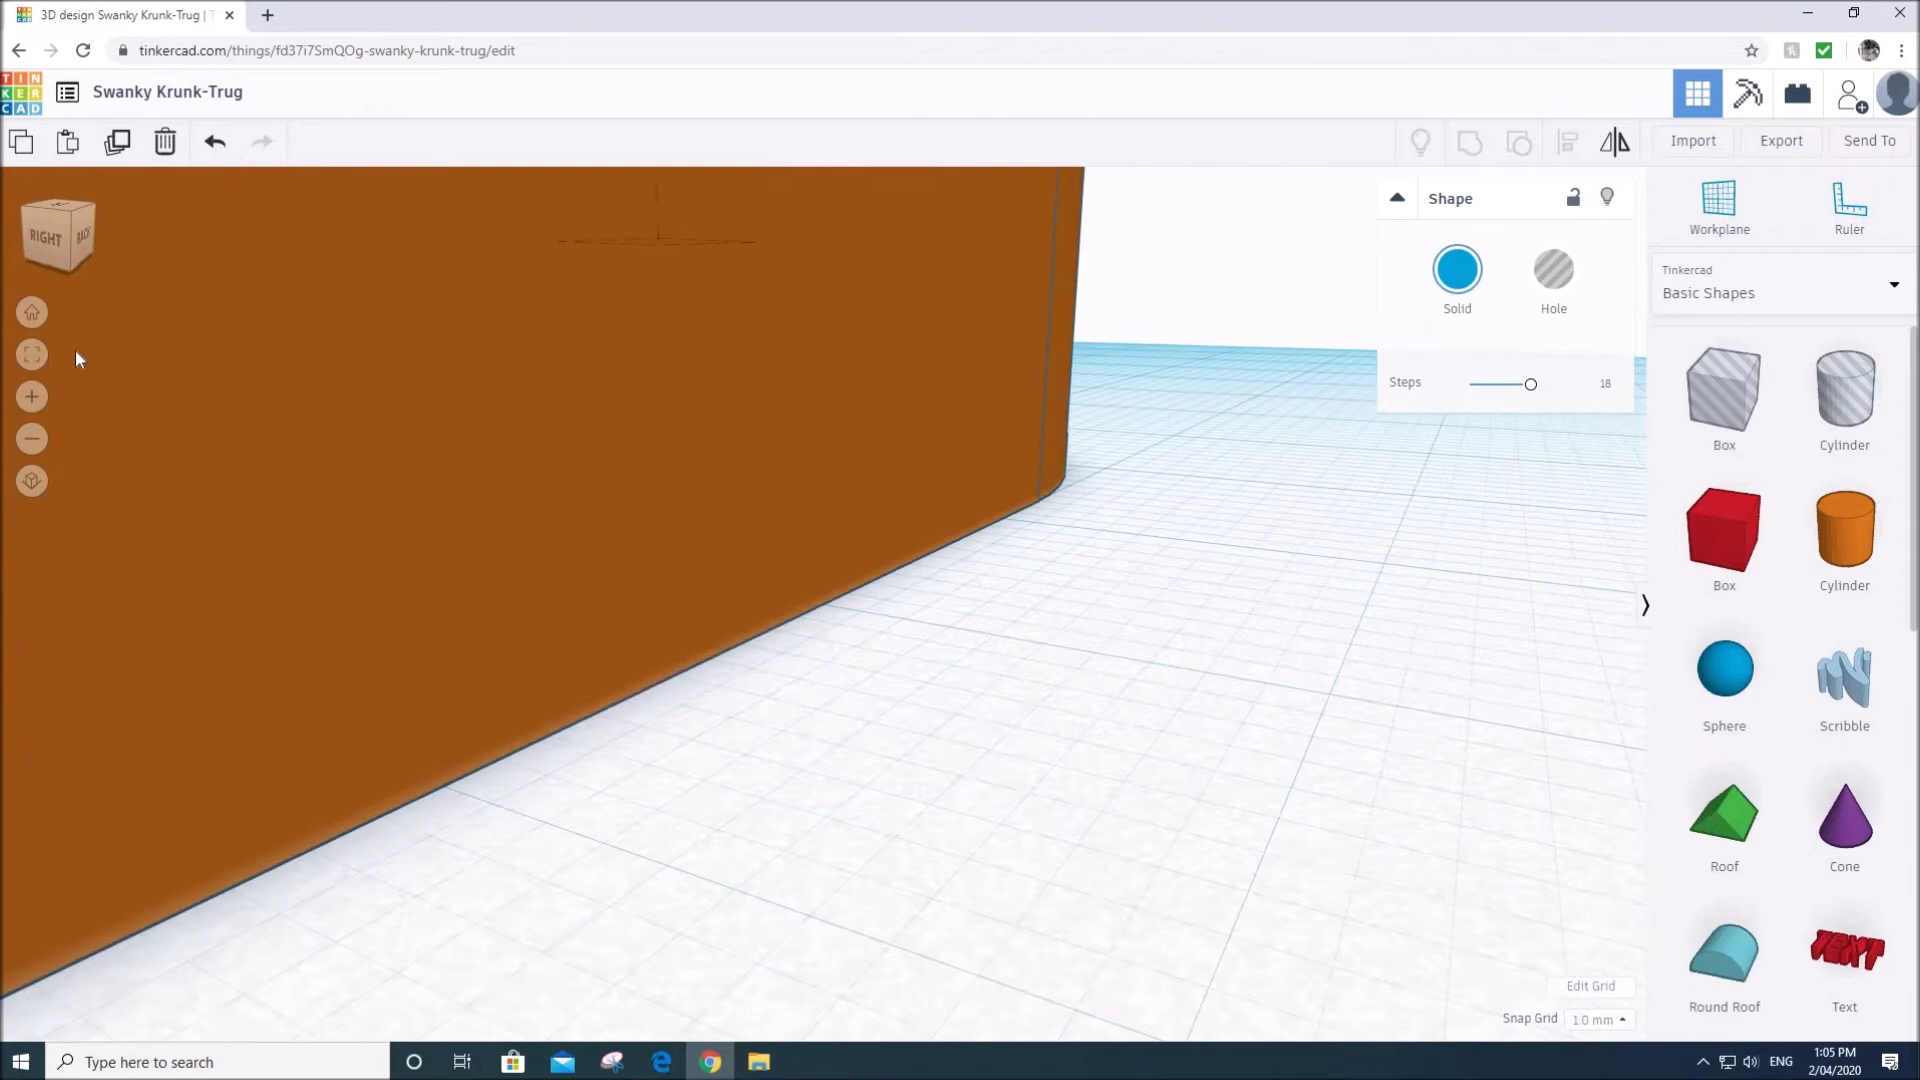 3D design Swanky Krunk-Trug | T
tinkercad.com/things/fd37i7SmQOg-swanky-krunk-trug/edit
TIN
KER
CAD
Swanky Krunk-Trug
Import
Export
Send To
RIGHT
BACK
Shape
Solid
Hole
Steps
18
Workplane
Ruler
Tinkercad
Basic Shapes
Box
Cylinder
Box
Cylinder
Sphere
Scribble
Roof
Cone
TEXT
Round Roof
Text
Edit Grid
Snap Grid
1.0 mm
Type here to search
ENG
1:05 PM
2/04/2020